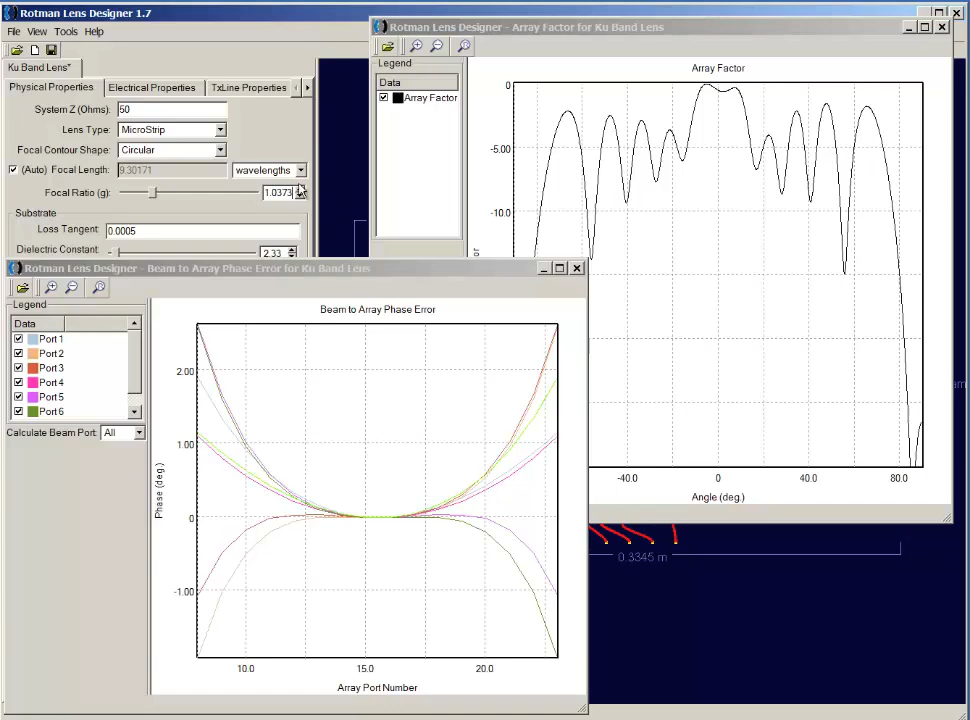 Rotman Lens Designer 1.7
File View Tools Help
Ku Band Lens*
Physical Properties Electrical Properties TxLine Properties
System Z (Ohms): 50
Lens Type: MicroStrip
Focal Contour Shape: Circular
(Auto) Focal Length: 9.30171 wavelengths
Focal Ratio (g): 1.0373
Substrate
Loss Tangent: 0.0005
Dielectric Constant: 2.33
Rotman Lens Designer - Array Factor for Ku Band Lens
Legend
Data
Array Factor
Array Factor
0
-5.00
-10.0
-40.0 0 40.0 80.0
Angle (deg.)
0.3345 m
Rotman Lens Designer - Beam to Array Phase Error for Ku Band Lens
Legend
Data
Port 1
Port 2
Port 3
Port 4
Port 5
Port 6
Calculate Beam Port: All
Beam to Array Phase Error
2.00
1.00
0
-1.00
Phase (deg.)
10.0 15.0 20.0
Array Port Number